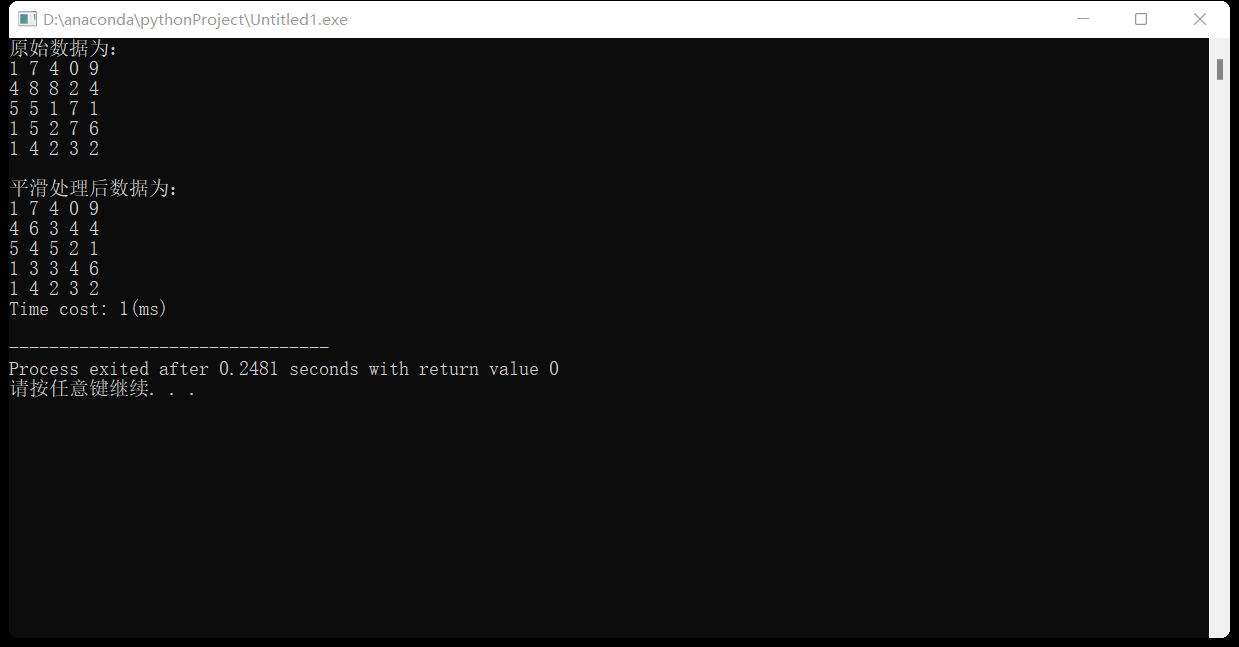 D:\anaconda\pythonProject\Untitled1.exe
原始数据为:
1 7 4 0 9
4 8 8 2 4
5 5 1 7 1
1 5 2 7 6
1 4 2 3 2
平滑处理后数据为:
1 7 4 0 9
4 6 3 4 4
5 4 5 2 1
1 3 3 4 6
1 4 2 3 2
Time cost: 1(ms)
--------------------------------
Process exited after 0.2481 seconds with return value 0
请按任意键继续. . .